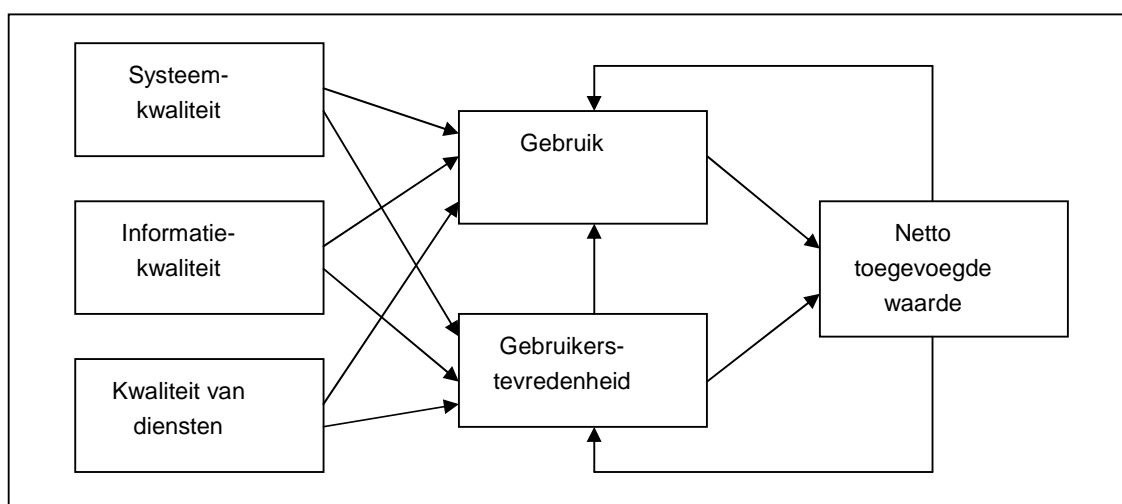 Systeem-
kwaliteit
Informatie-
kwaliteit
Kwaliteit van
diensten
Gebruik
Gebruikers-
tevredenheid
Netto
toegevoegde
waarde